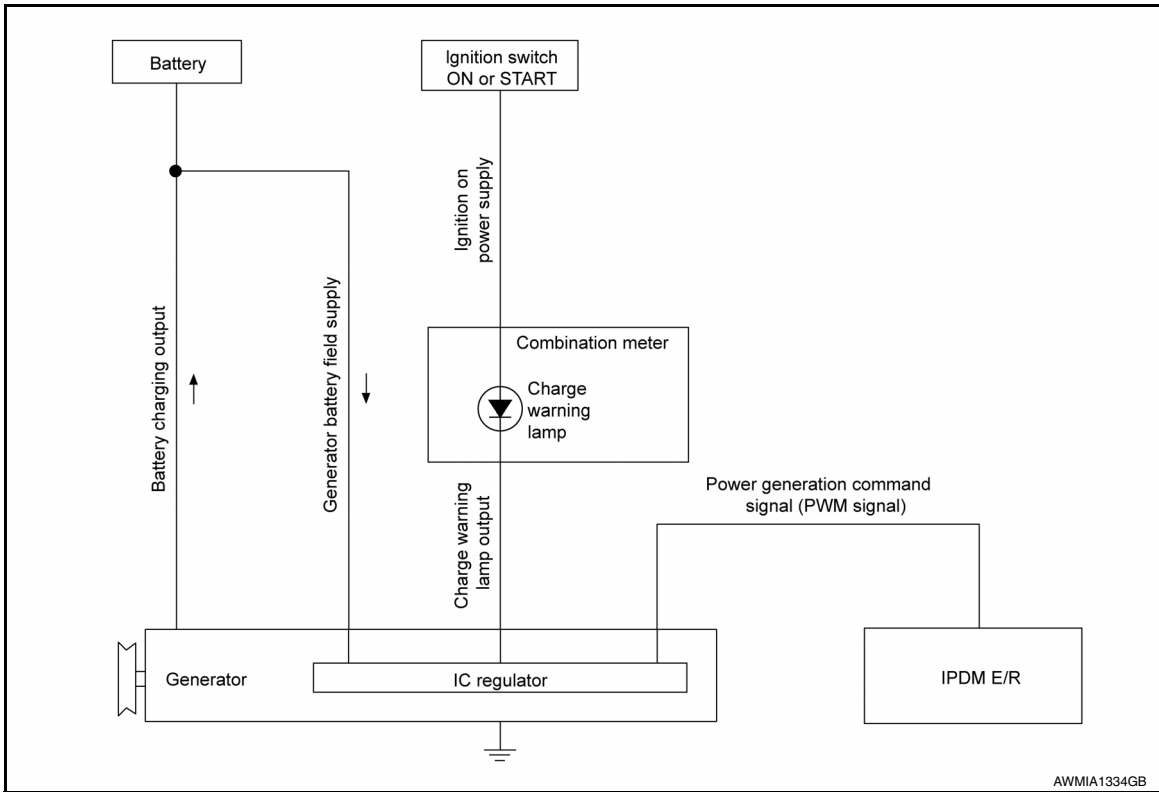 Battery
Ignition switch
ON or START
Ignition on
power supply
Battery charging output
Generator battery field supply
Combination meter
Charge
warning
lamp
Charge warning
lamp output
Power generation command
signal (PWM signal)
Generator
IC regulator
IPDM E/R
AWMIA1334GB